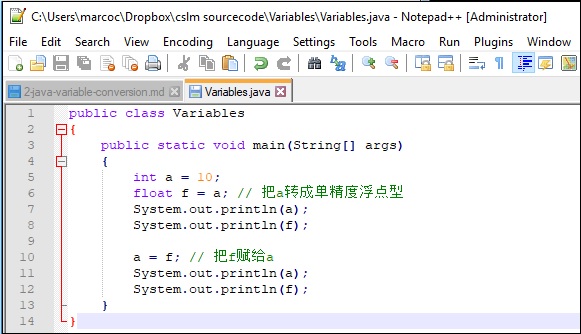 C:\Users\marcoc\Dropbox\cslm sourcecode\Variables\Variables.java - Notepad++ [Administrator]
File Edit Search View Encoding Language Settings Tools Macro Run Plugins Window
2-java-variable-conversion.md Variables.java
1 public class Variables
2 {
3 public static void main(String[] args)
4 {
5 int a = 10;
6 float f = a; // 把a转成单精度浮点型
7 System.out.println(a);
8 System.out.println(f);
9
10 a = f; // 把f赋给a
11 System.out.println(a);
12 System.out.println(f);
13 }
14 }